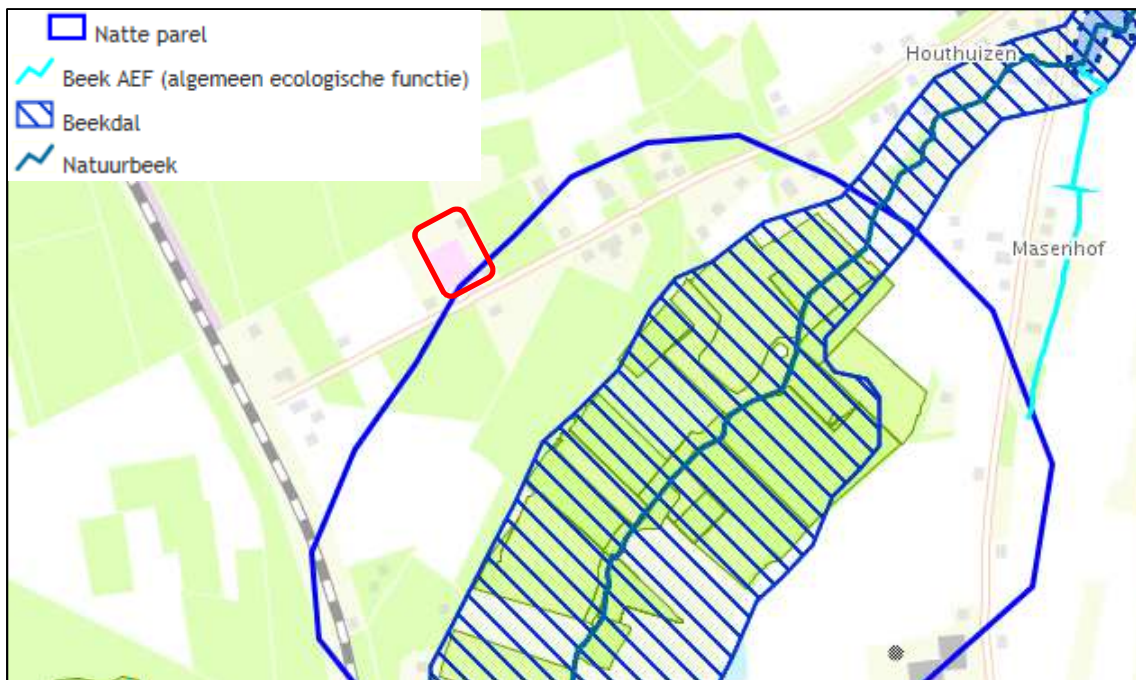 Natte parel
Beek AEF (algemeen ecologische functie)
Beekdal
Natuurbeek
Houthuizen
Masenhof